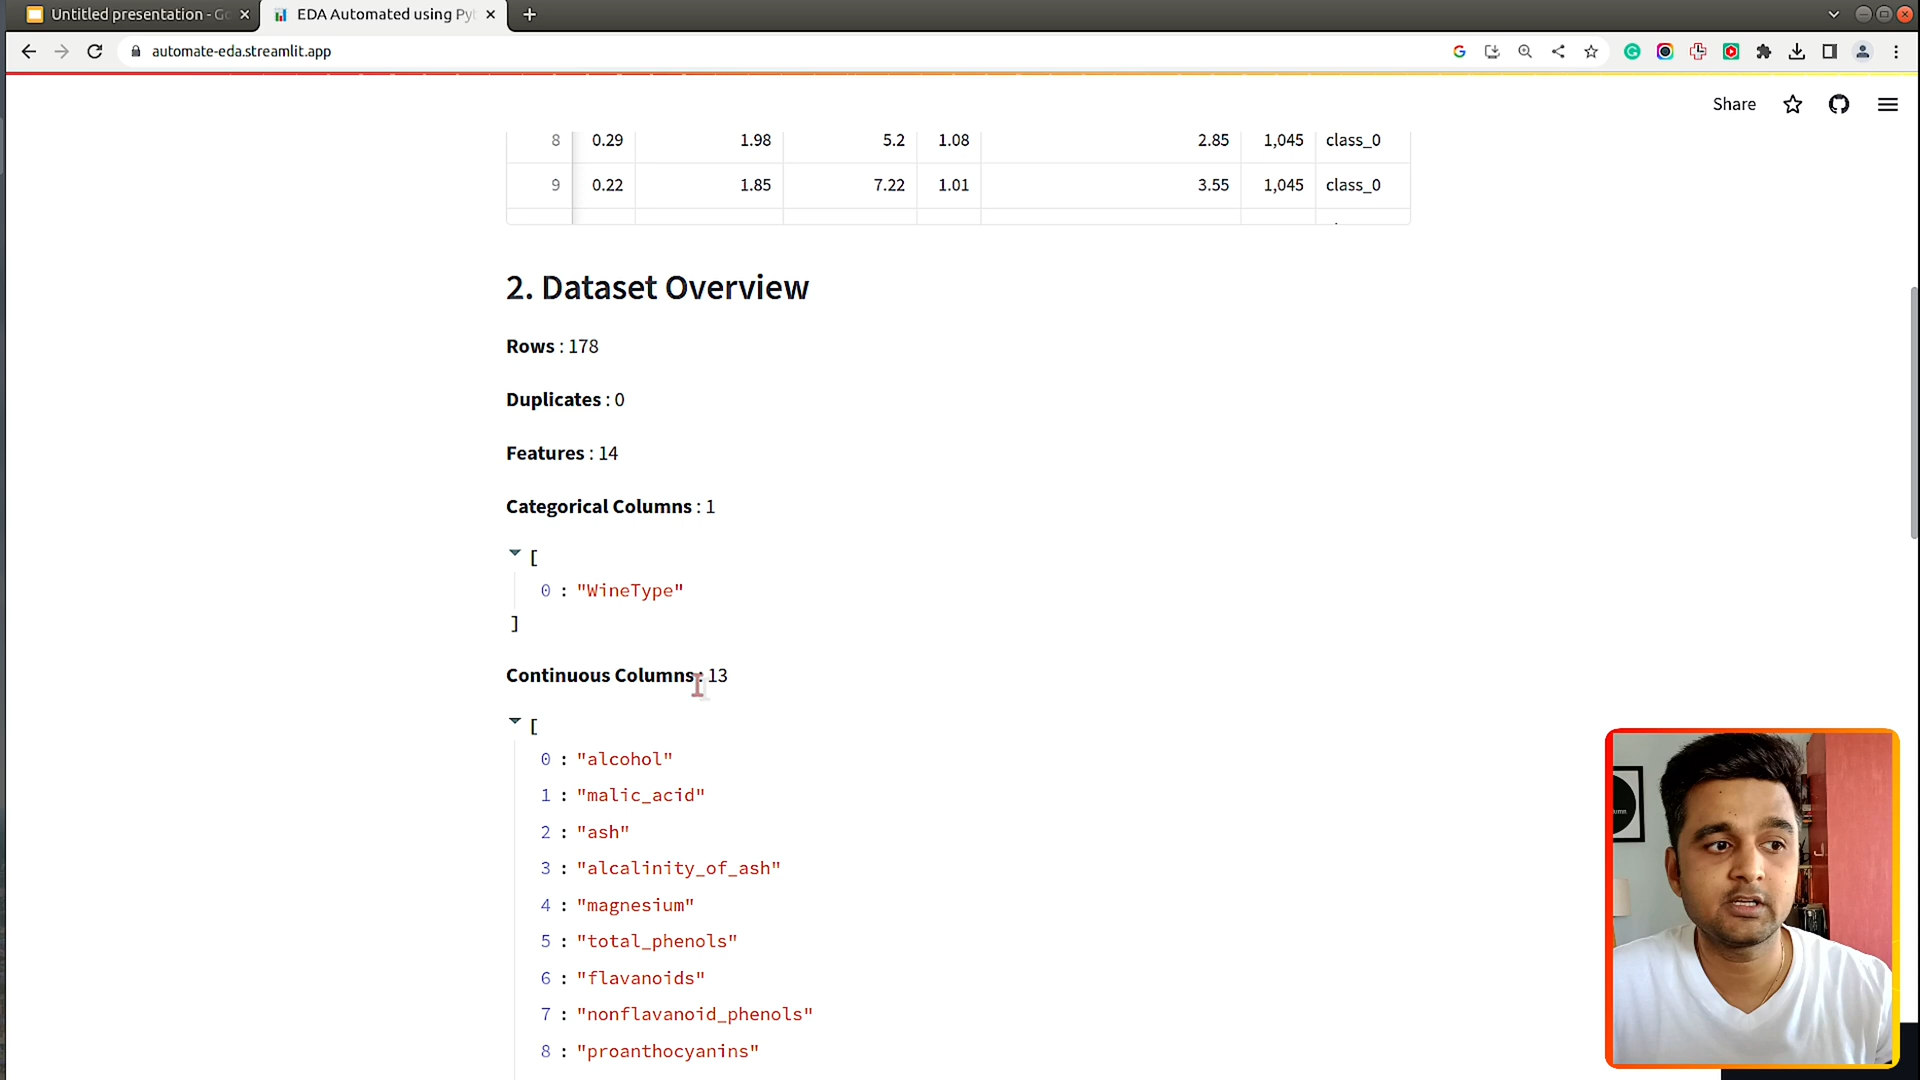 Untitled presentation - Go
EDA Automated using Pyt
automate-eda.streamlit.app
Share
8 0.29 1.98 5.2 1.08 2.85 1,045 class_0
9 0.22 1.85 7.22 1.01 3.55 1,045 class_0
2. Dataset Overview
Rows : 178
Duplicates : 0
Features : 14
Categorical Columns : 1
[
0 : "WineType"
]
Continuous Columns : 13
[
0 : "alcohol"
1 : "malic_acid"
2 : "ash"
3 : "alcalinity_of_ash"
4 : "magnesium"
5 : "total_phenols"
6 : "flavanoids"
7 : "nonflavanoid_phenols"
8 : "proanthocyanins"